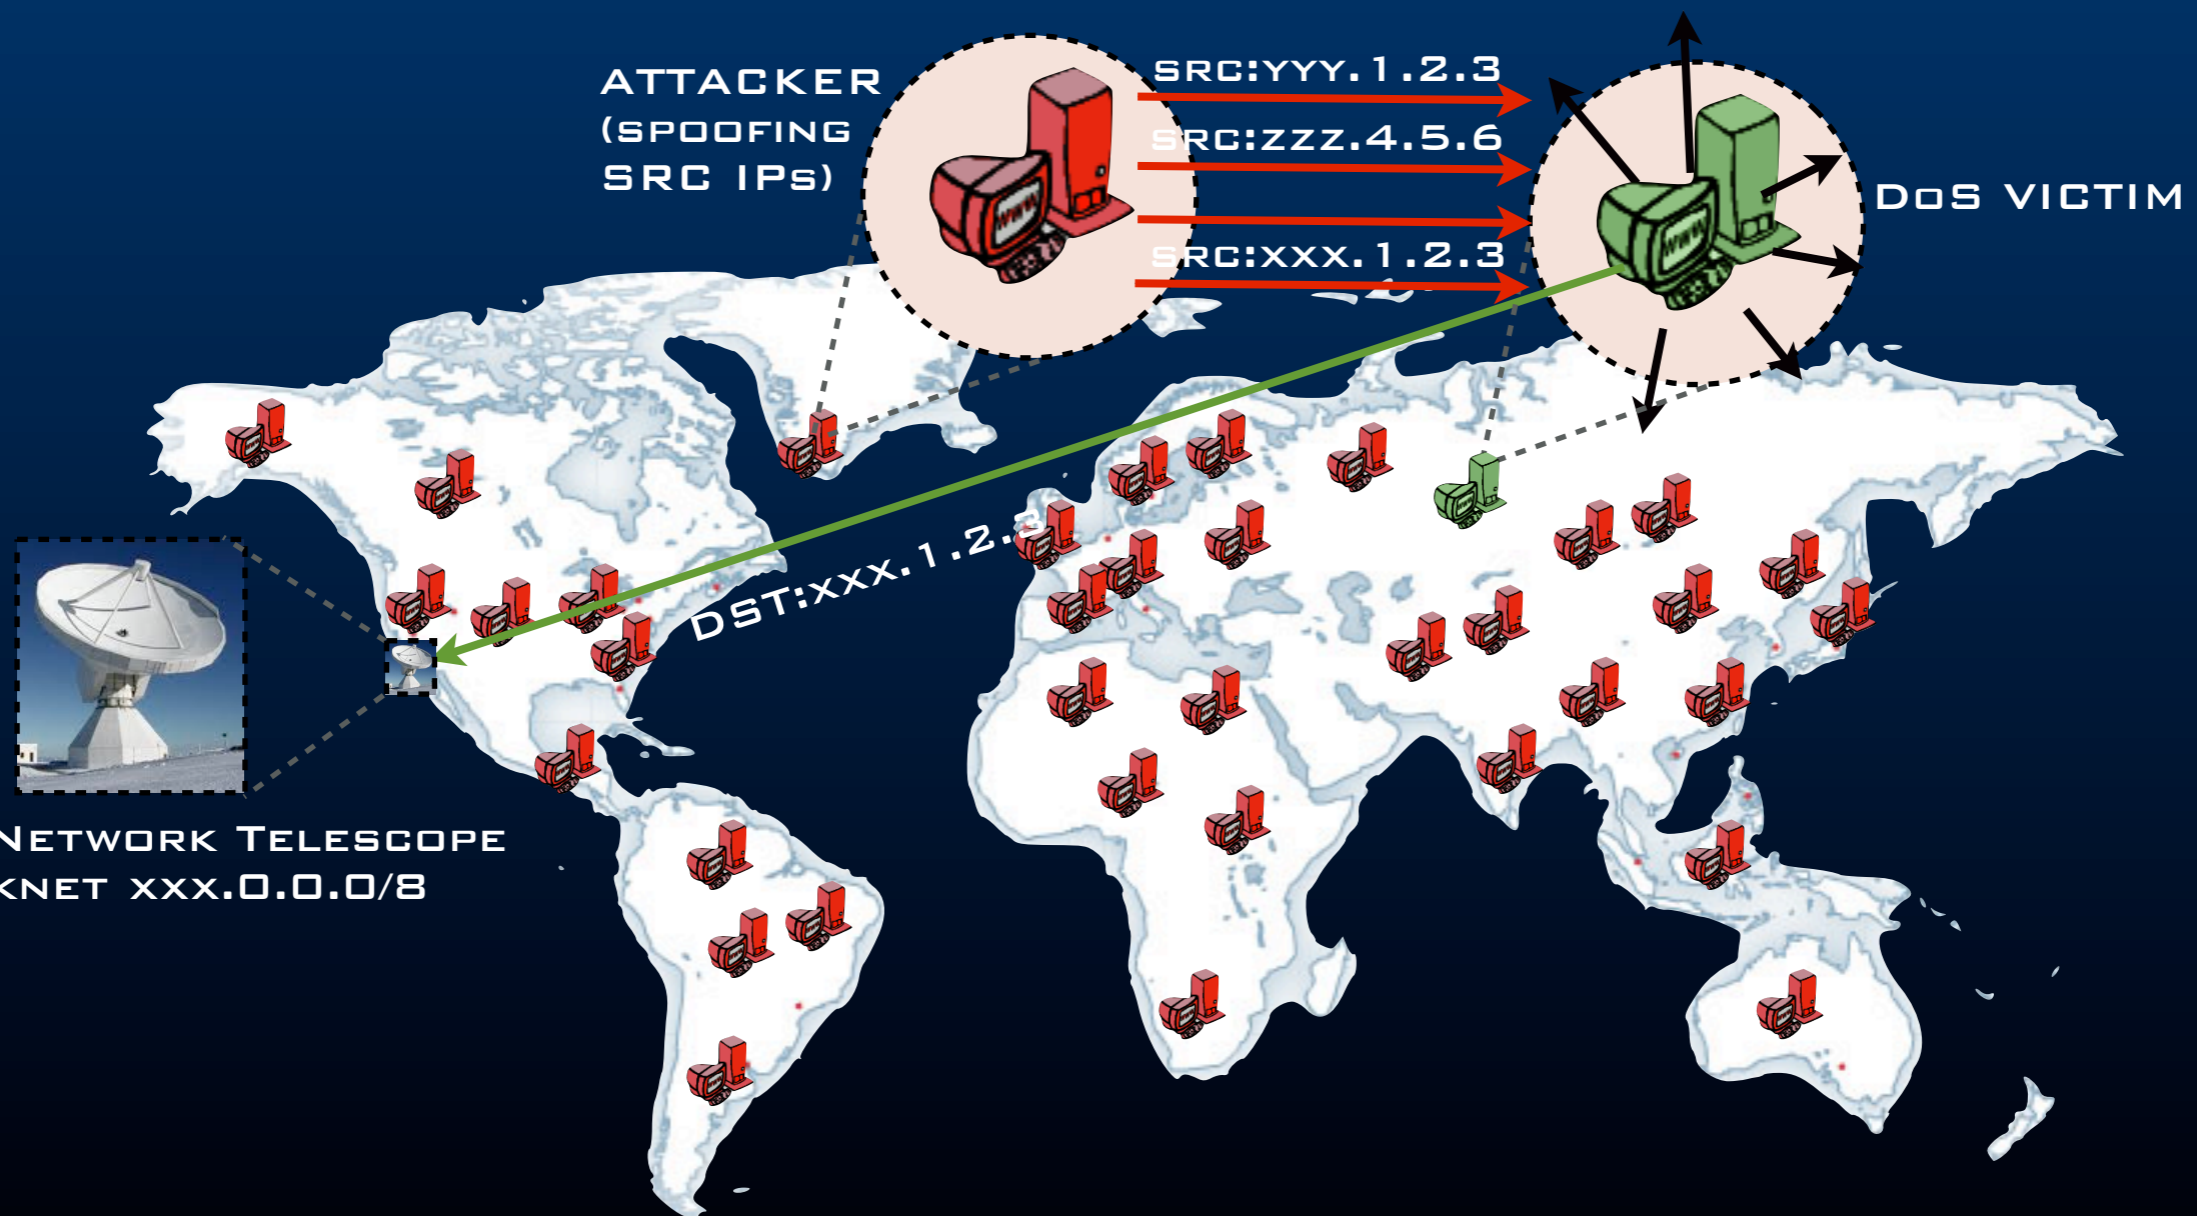 ATTACKER
(SPOOFING
SRC IPs)
SRC:YYY.1.2.3
SRC:ZZZ.4.5.6
SRC:XXX.1.2.3
DoS VICTIM
DST:XXX.1.2.3
NETWORK TELESCOPE
KNET XXX.0.0.0/8